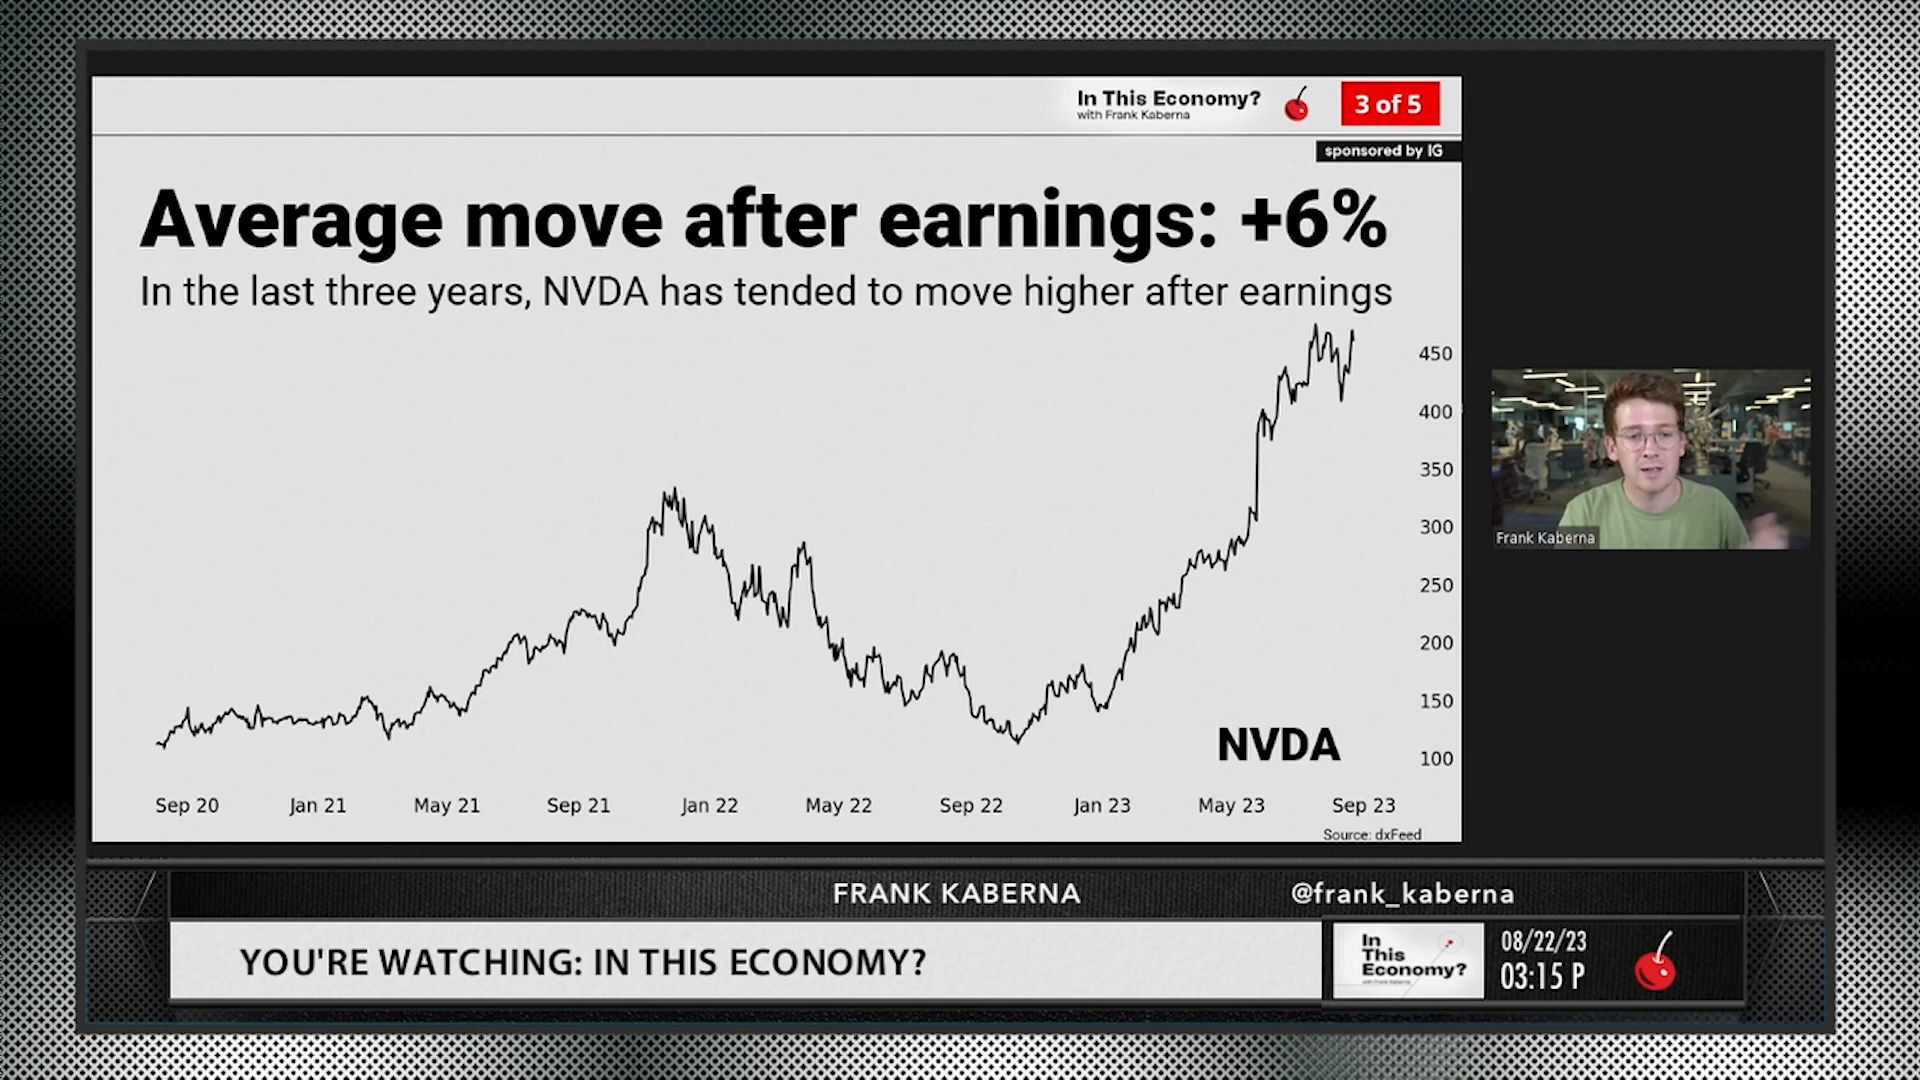 In This Economy?
with Frank Kaberna
3 of 5
sponsored by IG
Average move after earnings: +6%
In the last three years, NVDA has tended to move higher after earnings
450
400
350
300
250
200
150
100
NVDA
Sep 20 Jan 21 May 21 Sep 21 Jan 22 May 22 Sep 22 Jan 23 May 23 Sep 23
Source: dxFeed
Frank Kaberna
FRANK KABERNA @frank_kaberna
YOU'RE WATCHING: IN THIS ECONOMY?
In
This
Economy?
with Frank Kaberna
08/22/23
03:15 P